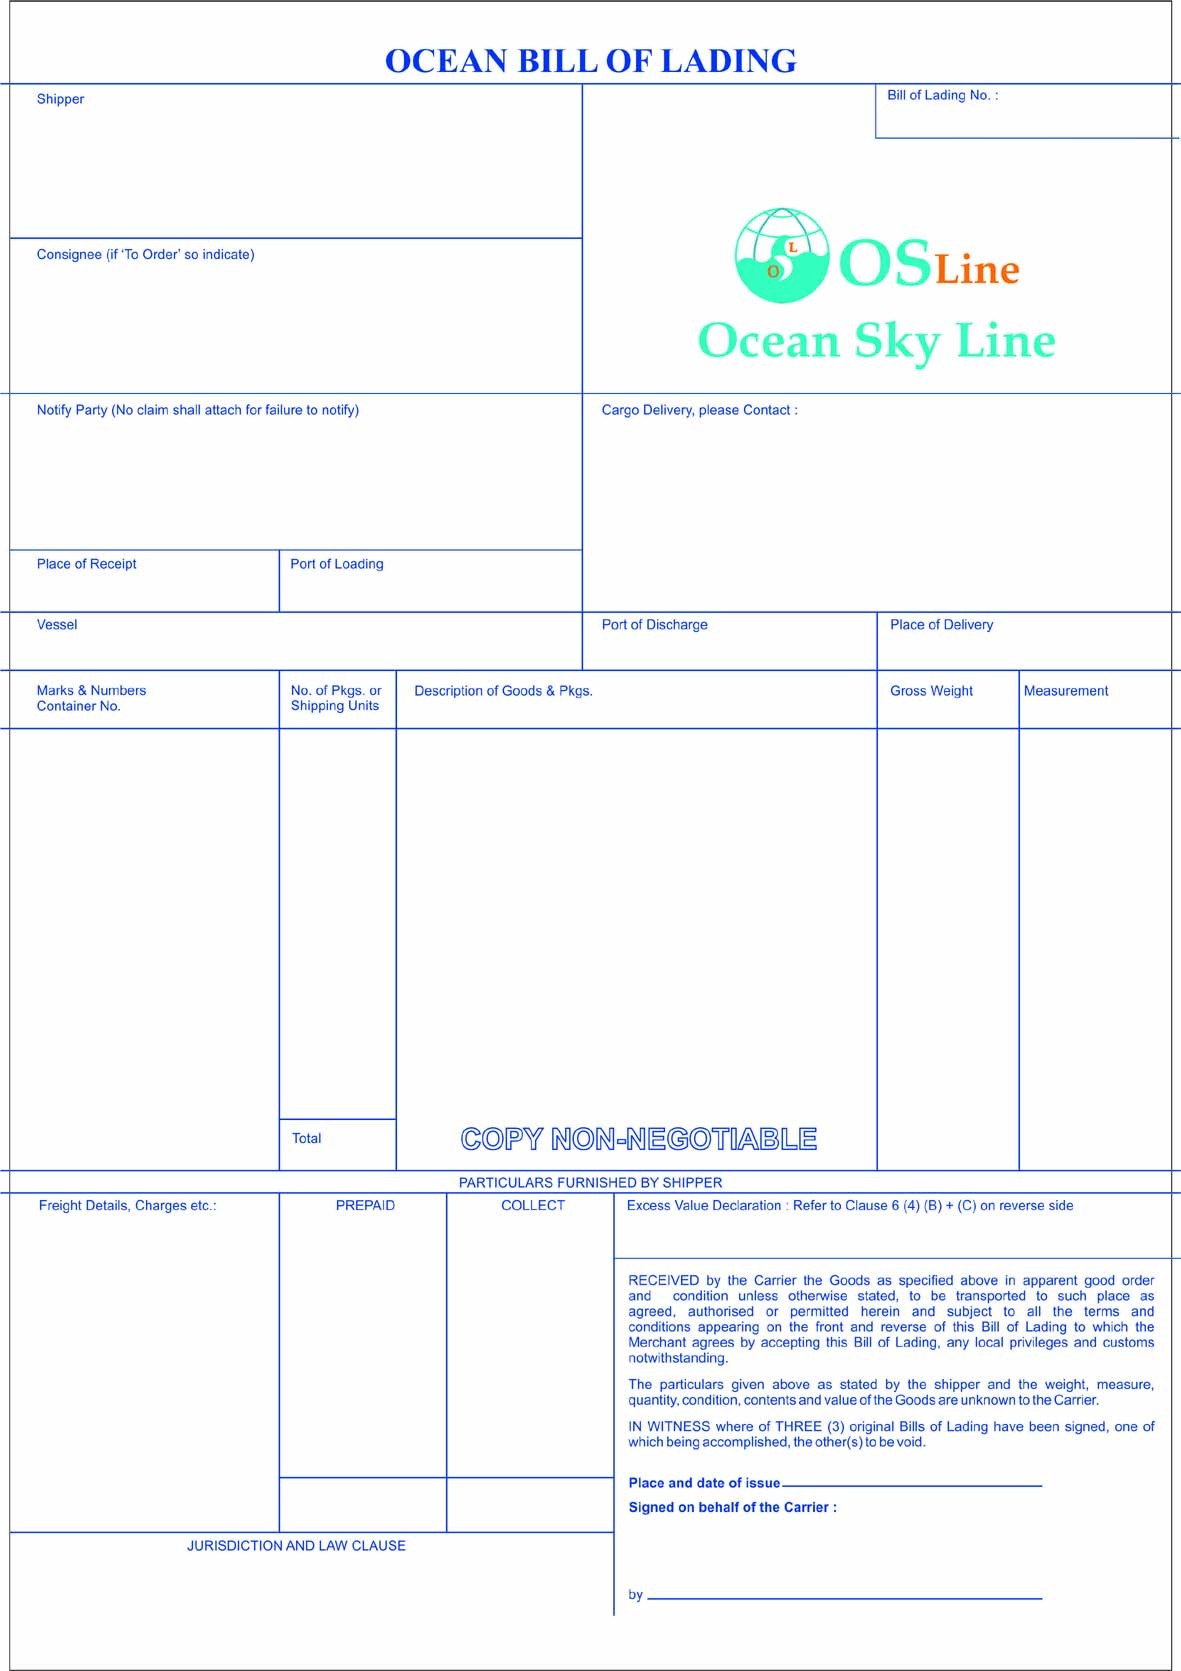 OCEAN BILL OF LADING
Shipper
Bill of Lading No. :
L
O
OSLine
Ocean Sky Line
Consignee (if ‘To Order’ so indicate)
Notify Party (No claim shall attach for failure to notify)
Cargo Delivery, please Contact :
Place of Receipt
Port of Loading
Vessel
Port of Discharge
Place of Delivery
Marks & Numbers
Container No.
No. of Pkgs. or
Shipping Units
Description of Goods & Pkgs.
Gross Weight
Measurement
Total
COPY NON-NEGOTIABLE
PARTICULARS FURNISHED BY SHIPPER
Freight Details, Charges etc.:
PREPAID
COLLECT
Excess Value Declaration : Refer to Clause 6 (4) (B) + (C) on reverse side
RECEIVED by the Carrier the Goods as specified above in apparent good order
and condition unless otherwise stated, to be transported to such place as
agreed, authorised or permitted herein and subject to all the terms and
conditions appearing on the front and reverse of this Bill of Lading to which the
Merchant agrees by accepting this Bill of Lading, any local privileges and customs
notwithstanding.
The particulars given above as stated by the shipper and the weight, measure,
quantity, condition, contents and value of the Goods are unknown to the Carrier.
IN WITNESS where of THREE (3) original Bills of Lading have been signed, one of
which being accomplished, the other(s) to be void.
Place and date of issue
Signed on behalf of the Carrier :
JURISDICTION AND LAW CLAUSE
by